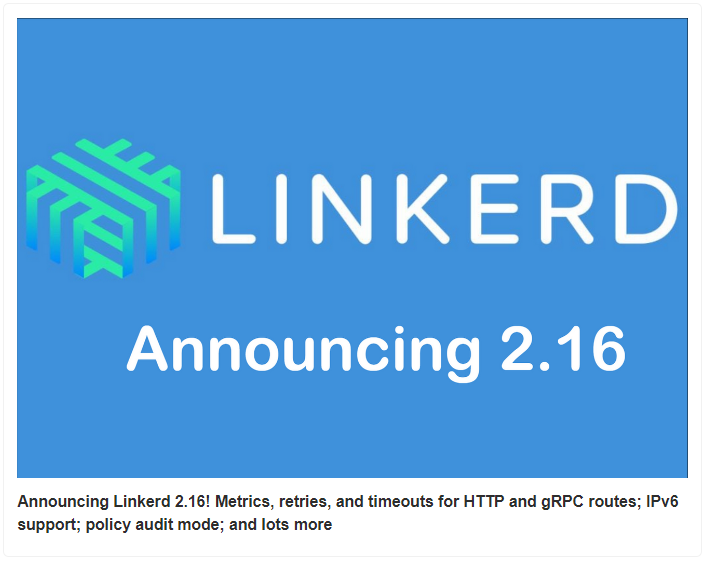 LINKERD
Announcing 2.16
Announcing Linkerd 2.16! Metrics, retries, and timeouts for HTTP and gRPC routes; IPv6
support; policy audit mode; and lots more